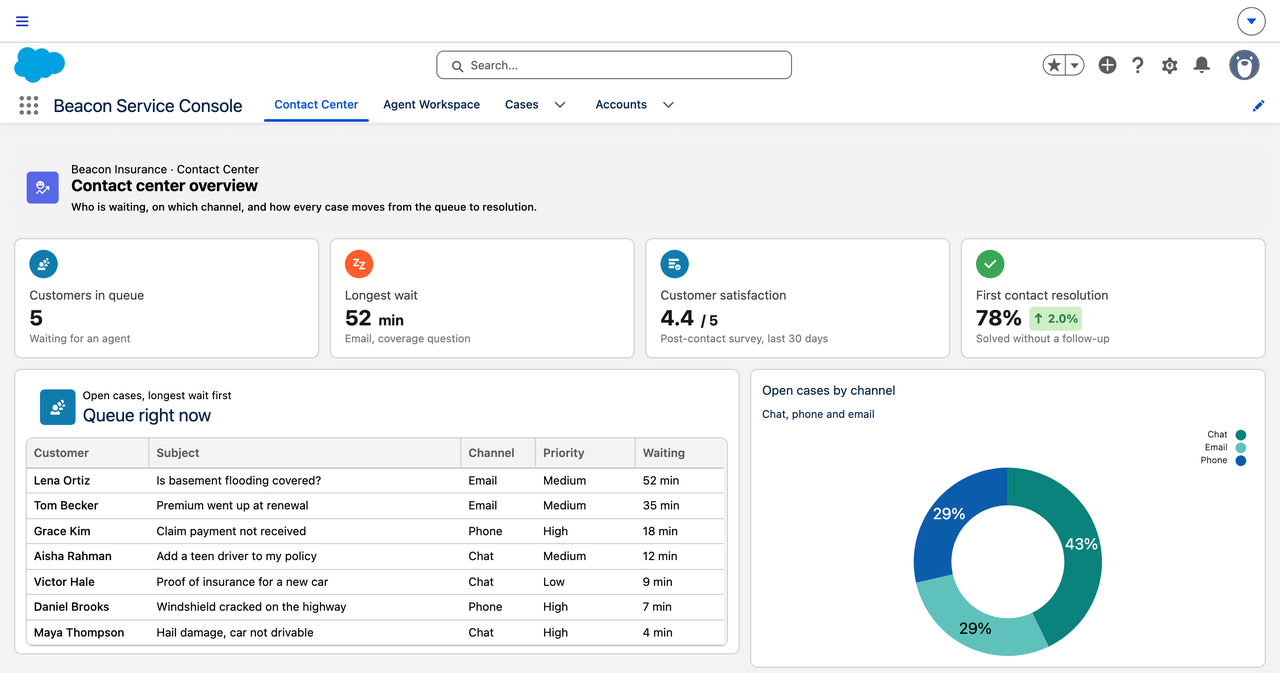 Search...
Beacon Service Console
Contact Center
Agent Workspace
Cases
Accounts
Beacon Insurance · Contact Center
Contact center overview
Who is waiting, on which channel, and how every case moves from the queue to resolution.
Customers in queue
5
Waiting for an agent
Longest wait
52 min
Email, coverage question
Customer satisfaction
4.4 / 5
Post-contact survey, last 30 days
First contact resolution
78% ↑ 2.0%
Solved without a follow-up
Open cases, longest wait first
Queue right now
Customer Subject Channel Priority Waiting
Lena Ortiz Is basement flooding covered? Email Medium 52 min
Tom Becker Premium went up at renewal Email Medium 35 min
Grace Kim Claim payment not received Phone High 18 min
Aisha Rahman Add a teen driver to my policy Chat Medium 12 min
Victor Hale Proof of insurance for a new car Chat Low 9 min
Daniel Brooks Windshield cracked on the highway Phone High 7 min
Maya Thompson Hail damage, car not drivable Chat High 4 min
Open cases by channel
Chat, phone and email
Chat
Email
Phone
29%
43%
29%